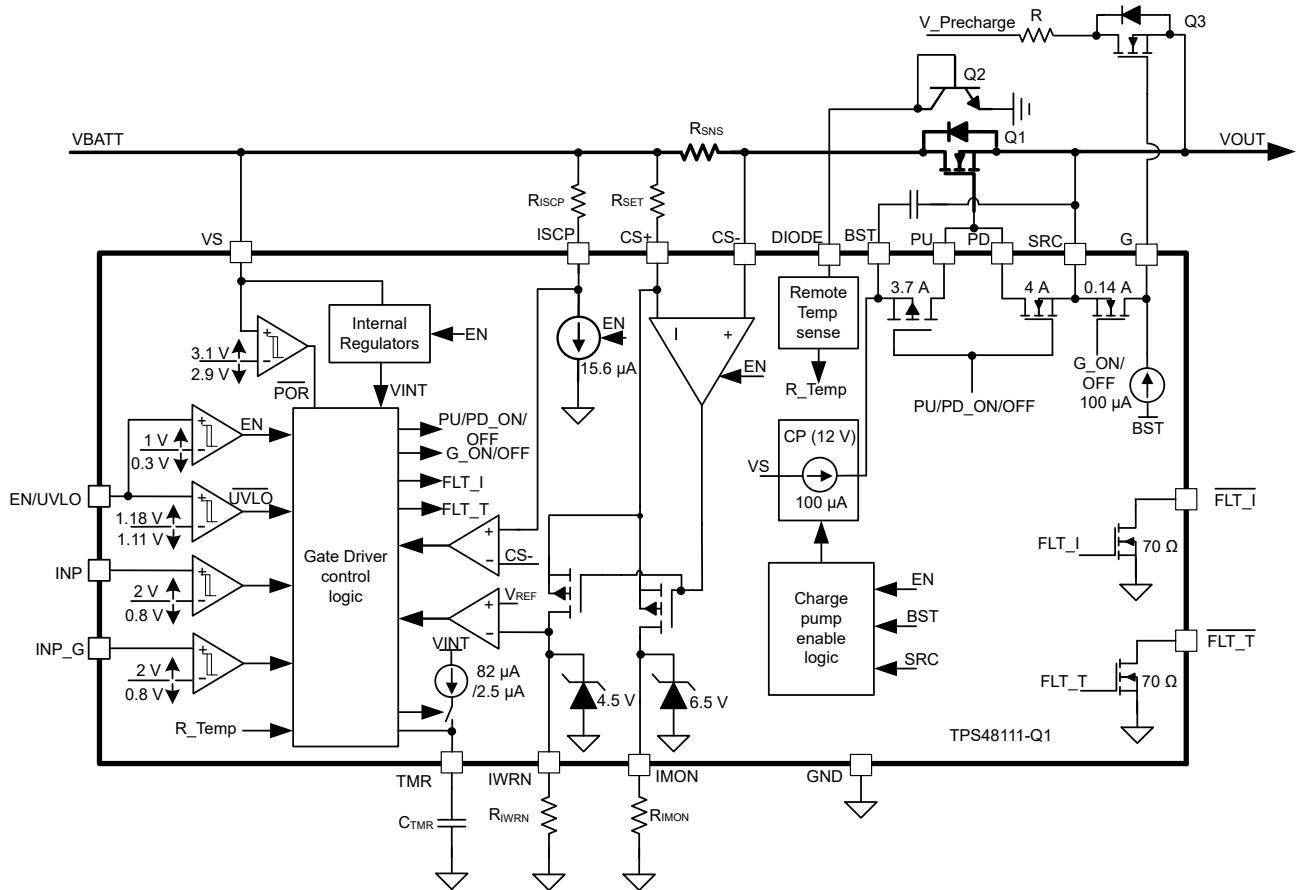 V_Precharge
R
Q3
Q2
VBATT
RSNS
Q1
VOUT
RISCP
RSET
VS
ISCP
CS+
CS-
DIODE
BST
PU
PD
SRC
G
3.7 A
4 A
0.14 A
Remote
Temp
sense
Internal
Regulators
EN
EN
15.6 µA
I
+
EN
3.1 V
2.9 V
+
-
POR
VINT
R_Temp
G_ON/
OFF
100 µA
BST
PU/PD_ON/OFF
PU/PD_ON/
OFF
G_ON/OFF
FLT_I
FLT_T
EN
1 V
0.3 V
+
-
CP (12 V)
VS
100 µA
EN/UVLO
UVLO
1.18 V
1.11 V
+
-
FLT_I
FLT_I
70 Ω
Gate Driver
control
logic
+
-
CS-
INP
2 V
0.8 V
+
-
VREF
+
-
Charge
pump
enable
logic
EN
BST
SRC
INP_G
2 V
0.8 V
+
-
VINT
82 µA
/2.5 µA
4.5 V
6.5 V
FLT_T
FLT_T
70 Ω
R_Temp
TPS48111-Q1
TMR
IWRN
IMON
GND
CTMR
RIWRN
RIMON